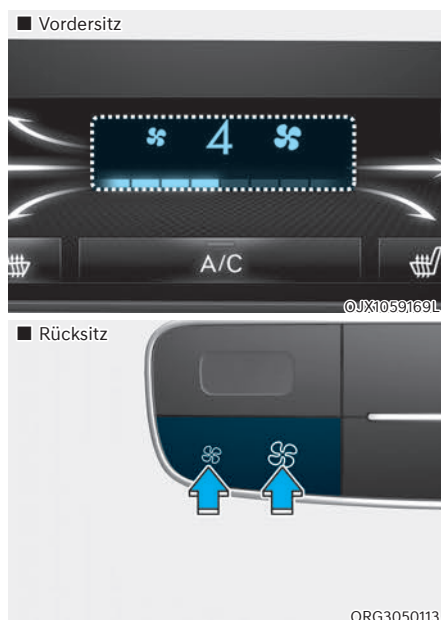 ■ Vordersitz
4
A/C
OJX1059169L
■ Rücksitz
ORG3050113